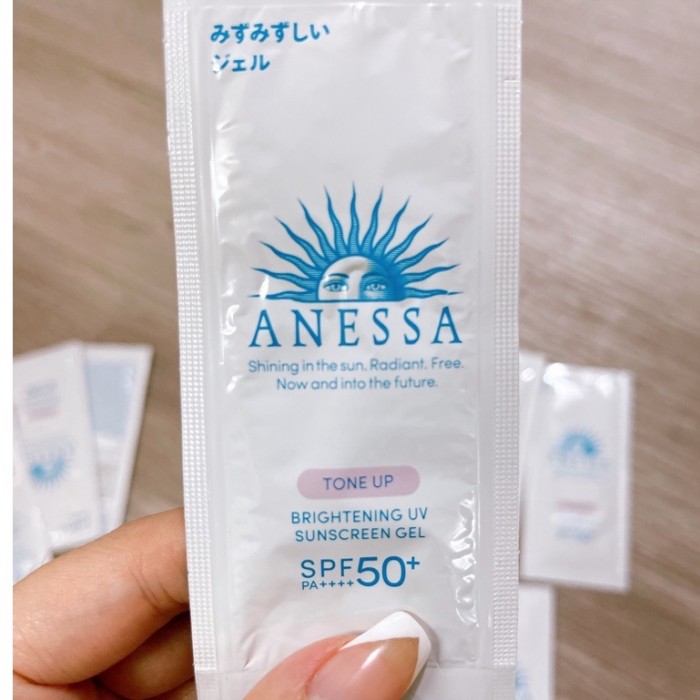 みずみずしい
ジェル
ANESSA
Shining in the sun. Radiant. Free.
Now and into the future.
TONE UP
BRIGHTENING UV
SUNSCREEN GEL
SPF50+
PA++++